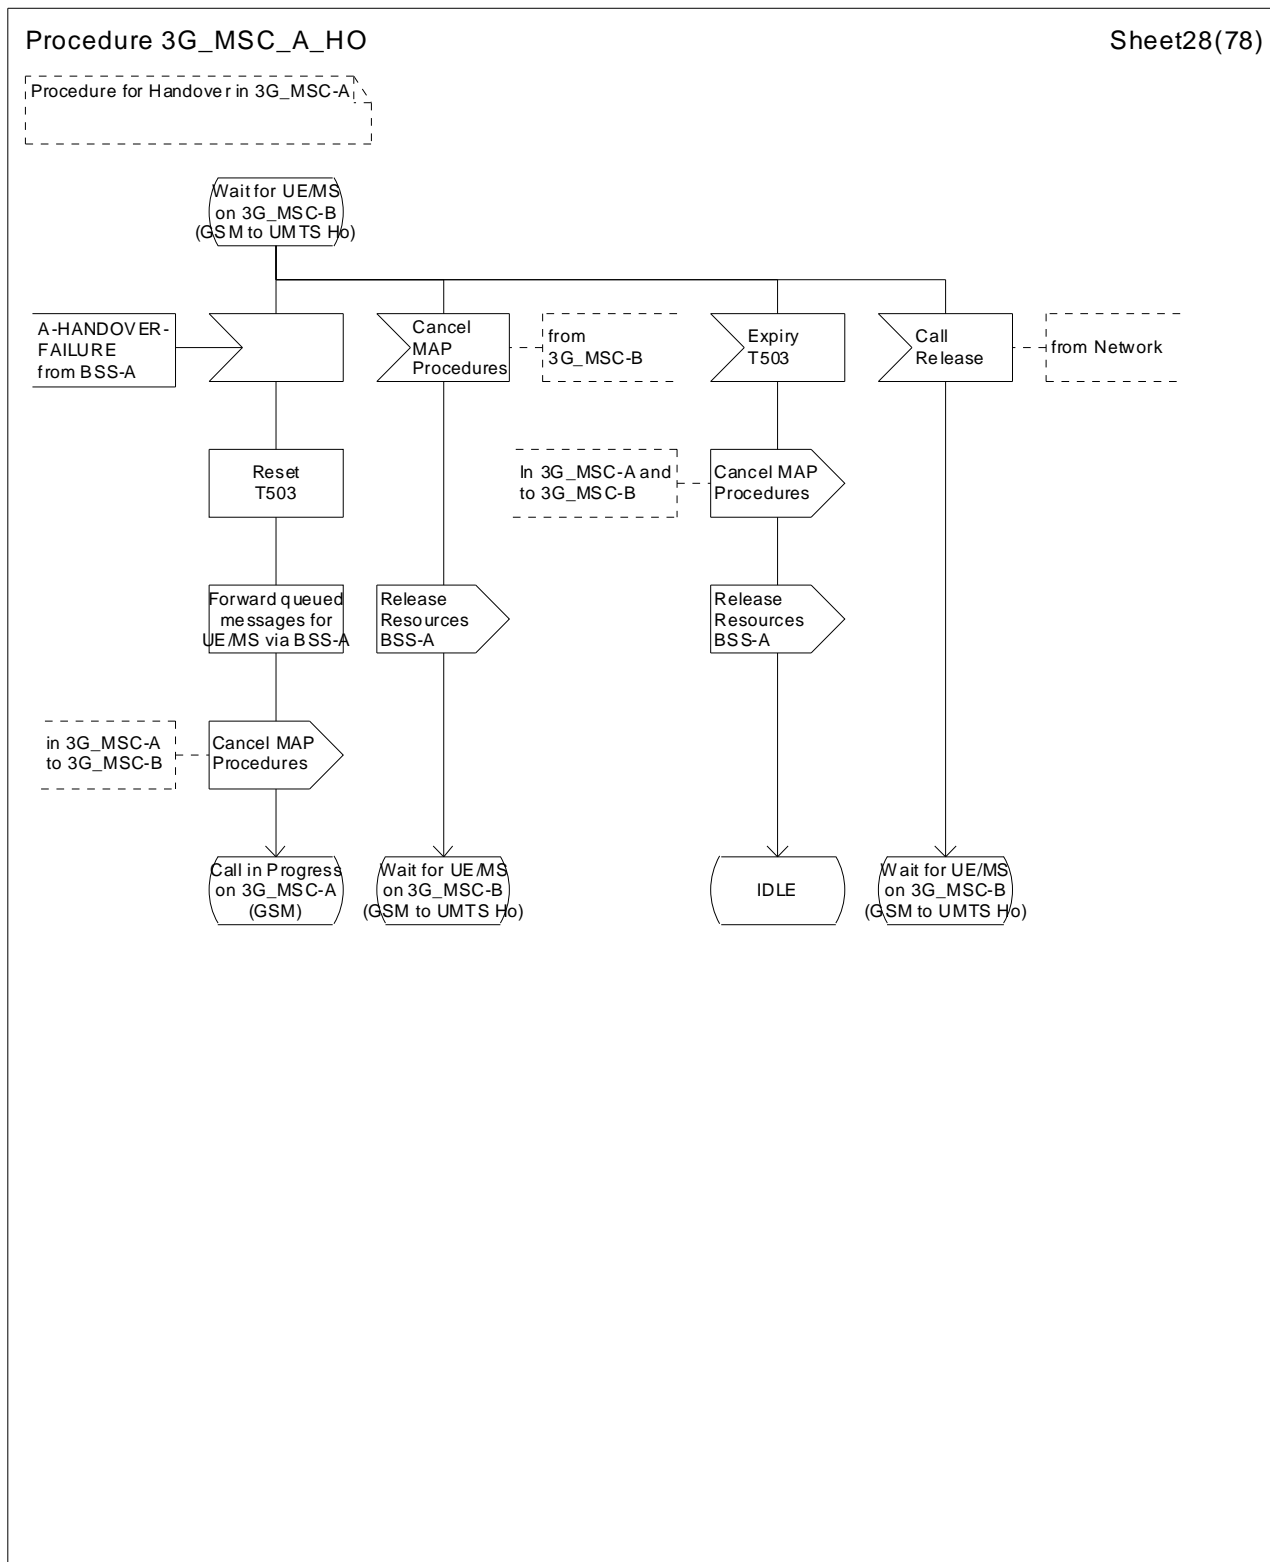 Procedure 3G_MSC_A_HO
Sheet28(78)
Procedure for Handover in 3G_MSC-A
Wait for UE/MS
on 3G_MSC-B
(GSM to UMTS Ho)
A-HANDOVER-
FAILURE
from BSS-A
Cancel
MAP
Procedures
from
3G_MSC-B
Expiry
T503
Call
Release
from Network
Reset
T503
In 3G_MSC-A and
to 3G_MSC-B
Cancel MAP
Procedures
Forward queued
messages for
UE/MS via BSS-A
Release
Resources
BSS-A
Release
Resources
BSS-A
in 3G_MSC-A
to 3G_MSC-B
Cancel MAP
Procedures
Call in Progress
on 3G_MSC-A
(GSM)
Wait for UE/MS
on 3G_MSC-B
(GSM to UMTS Ho)
IDLE
Wait for UE/MS
on 3G_MSC-B
(GSM to UMTS Ho)